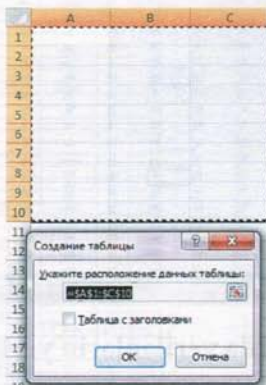 A B C
1
2
3
4
5
6
7
8
9
10
11
12
13
14
15
16
17
18
Создание таблицы
? X
Укажите расположение данных таблицы:
=$A$1:$C$10
Таблица с заголовками
ОК Отмена